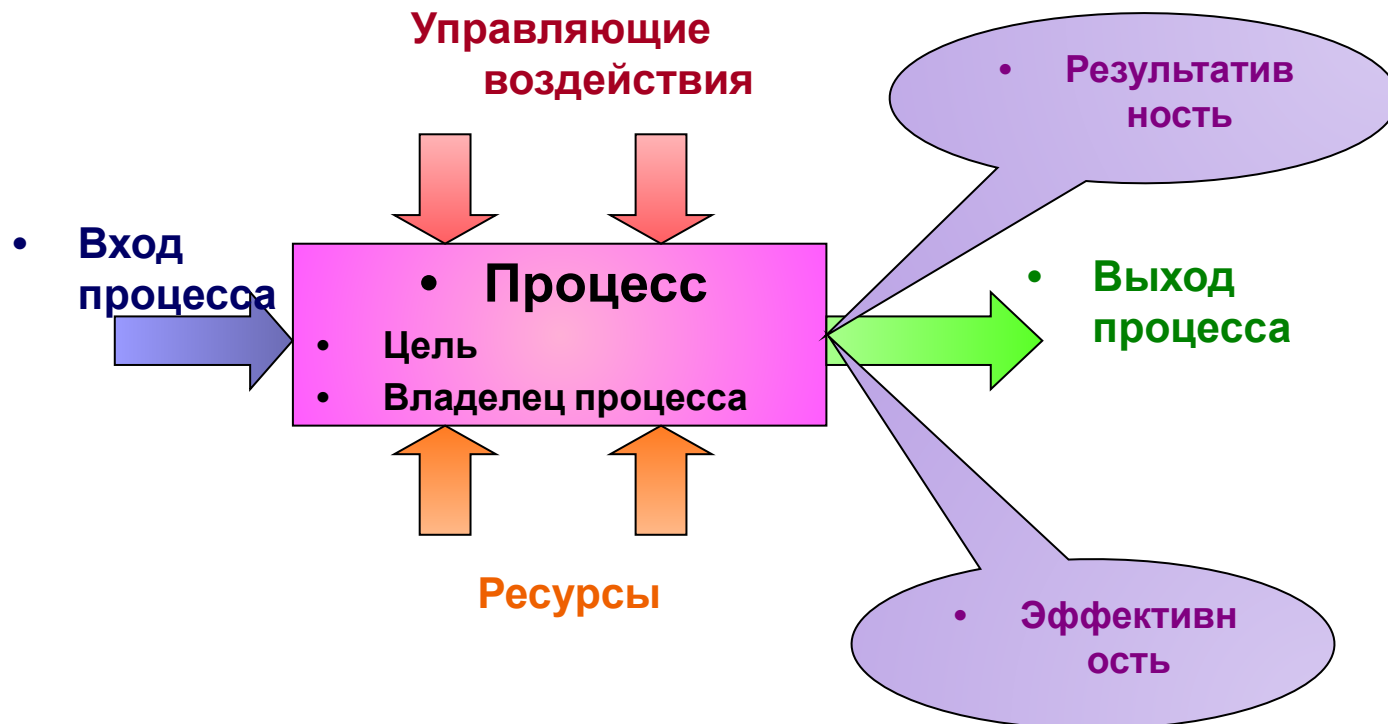 Управляющие
воздействия
• Результатив
ность
• Вход
процесса
• Процесс
• Цель
• Владелец процесса
• Выход
процесса
Ресурсы
• Эффективн
ость